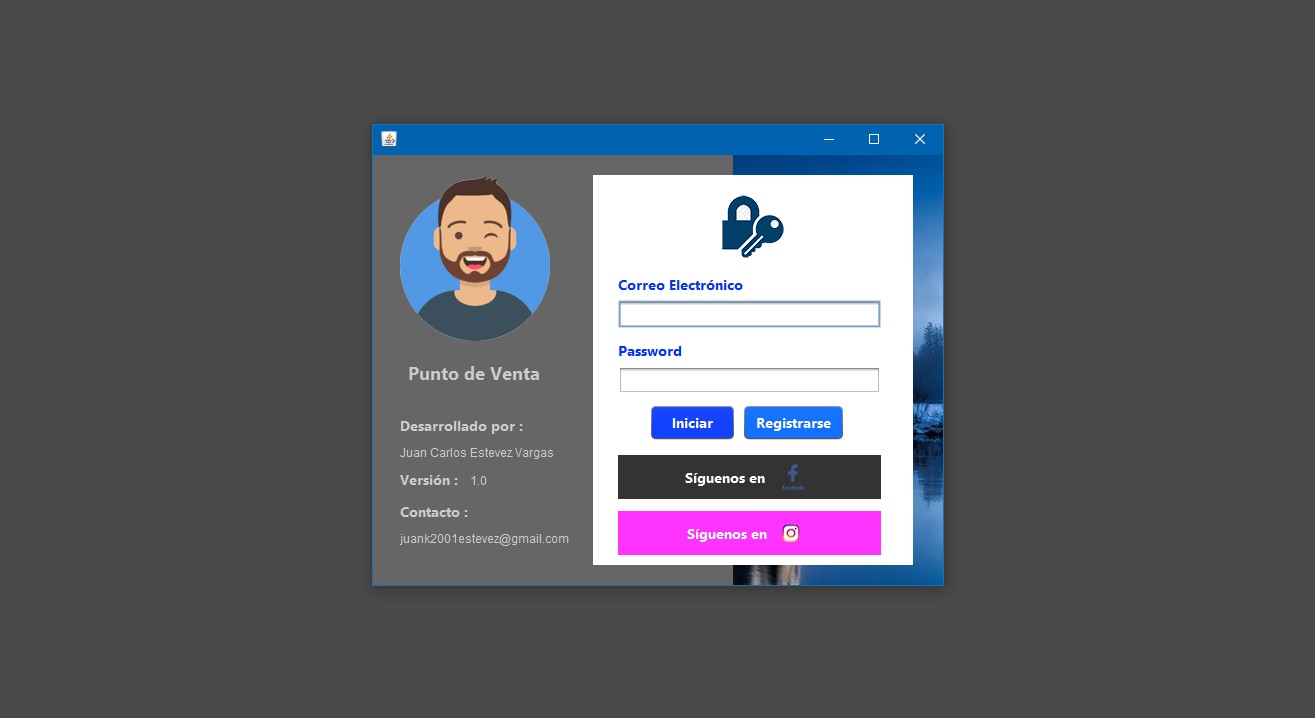 Punto de Venta
Desarrollado por :
Juan Carlos Estevez Vargas
Versión : 1.0
Contacto :
juank2001estevez@gmail.com
Correo Electrónico
Password
Iniciar Registrarse
Síguenos en facebook
Síguenos en